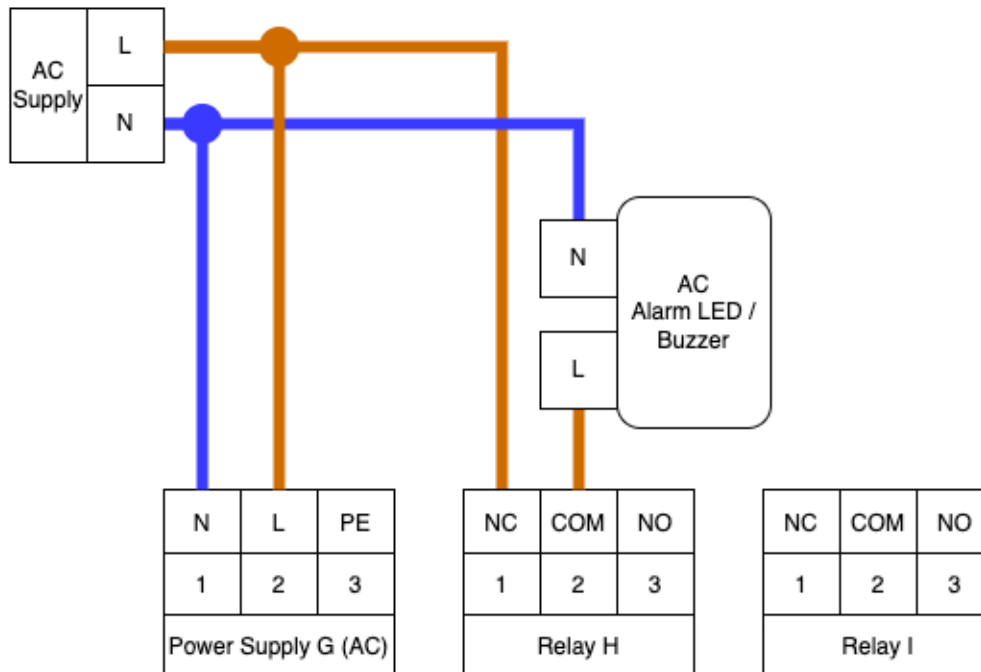 AC
Supply
L
N
N
AC
Alarm LED /
Buzzer
L
N L PE
1 2 3
Power Supply G (AC)
NC COM NO
1 2 3
Relay H
NC COM NO
1 2 3
Relay I